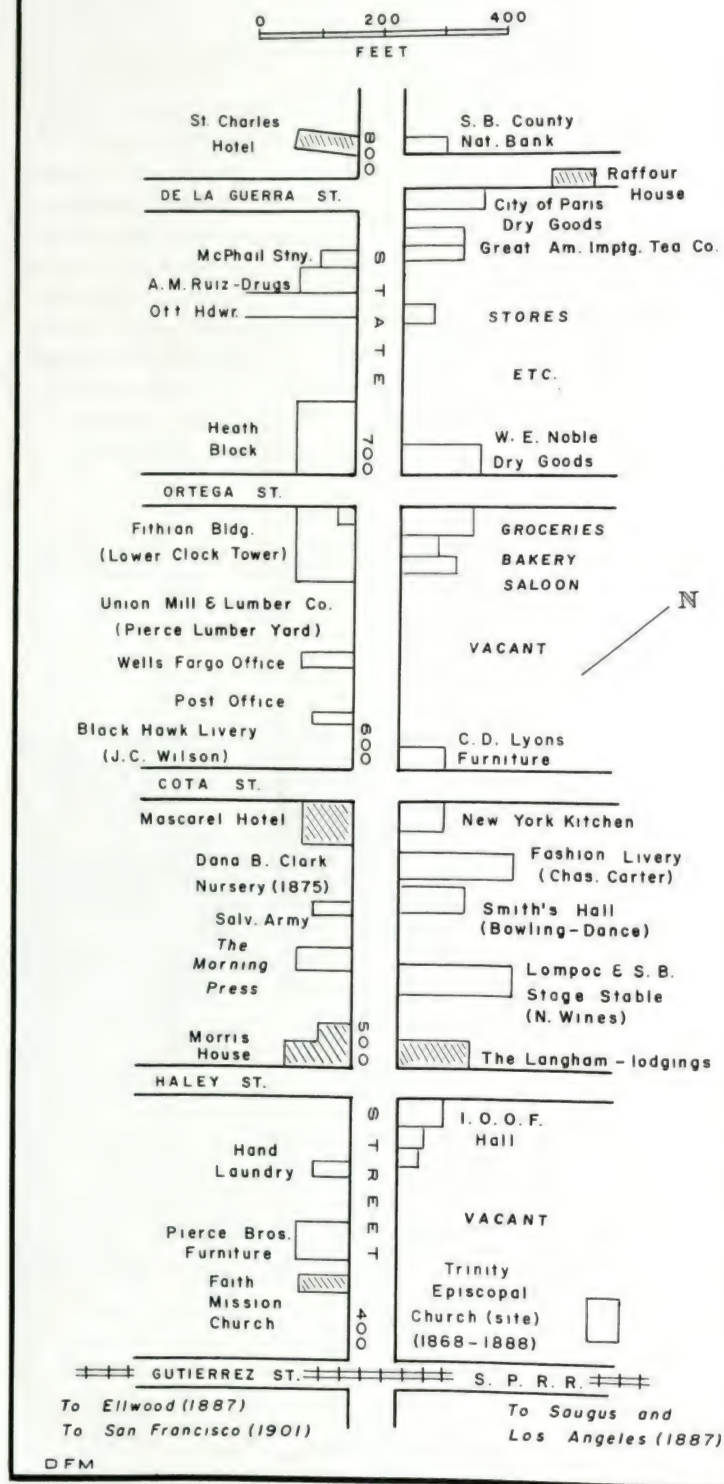 0 200 400
FEET
St. Charles
Hotel
800
S. B. County
Nat. Bank
Raffour
House
DE LA GUERRA ST.
City of Paris
Dry Goods
Great Am. Imptg. Tea Co.
McPhail Stny.
A. M. Ruiz-Drugs
Ott Hdwr.
STATE
STORES
ETC.
Heath
Block
700
W. E. Noble
Dry Goods
ORTEGA ST.
Fithian Bldg.
(Lower Clock Tower)
GROCERIES
BAKERY
SALOON
Union Mill & Lumber Co.
(Pierce Lumber Yard)
N
VACANT
Wells Fargo Office
Post Office
Black Hawk Livery
(J. C. Wilson)
600
C. D. Lyons
Furniture
COTA ST.
Mascarel Hotel
New York Kitchen
Dana B. Clark
Nursery (1875)
Fashion Livery
(Chas. Carter)
Salv. Army
Smith's Hall
(Bowling-Dance)
The
Morning
Press
Lompoc & S. B.
Stage Stable
(N. Wines)
Morris
House
500
The Langham - lodgings
HALEY ST.
STREET
I. O. O. F.
Hall
Hand
Laundry
VACANT
Pierce Bros.
Furniture
Faith
Mission
Church
400
Trinity
Episcopal
Church (site)
(1868-1888)
GUTIERREZ ST. S. P. R. R.
To Ellwood (1887)
To San Francisco (1901)
To Saugus and
Los Angeles (1887)
DFM